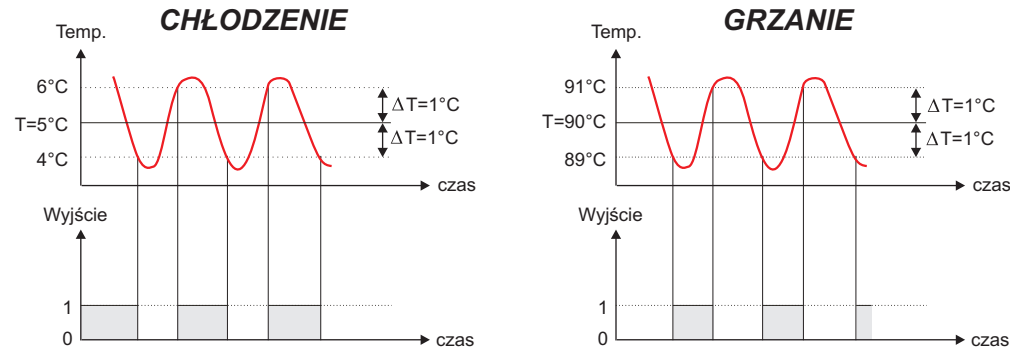 CHŁODZENIE
Temp.
6°C
T=5°C
4°C
ΔT=1°C
ΔT=1°C
czas
Wyjście
1
0
czas
GRZANIE
Temp.
91°C
T=90°C
89°C
ΔT=1°C
ΔT=1°C
czas
Wyjście
1
0
czas